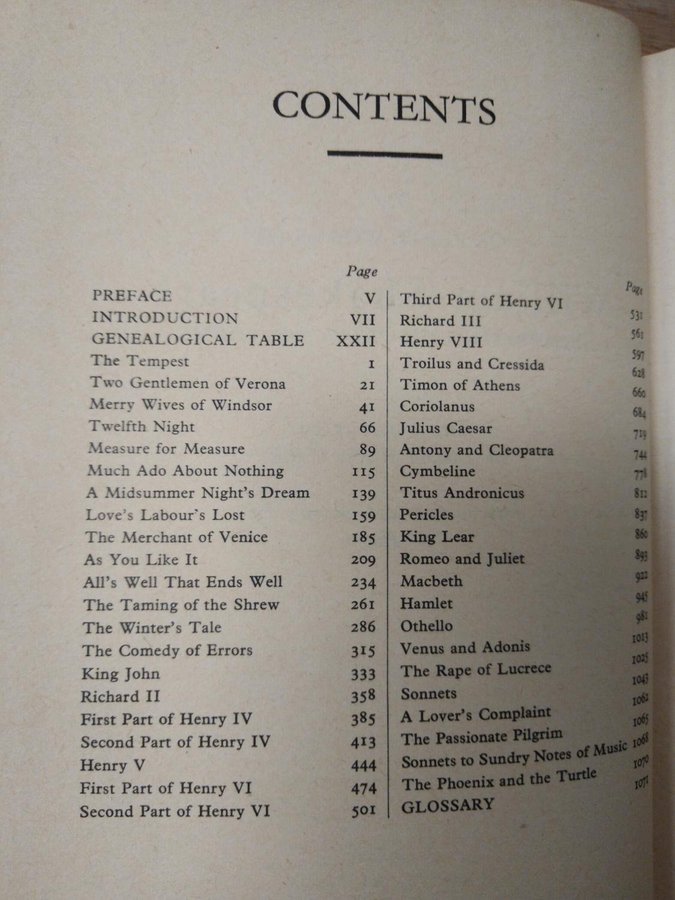 CONTENTS
Page
PREFACE V
INTRODUCTION VII
GENEALOGICAL TABLE XXII
The Tempest 1
Two Gentlemen of Verona 21
Merry Wives of Windsor 41
Twelfth Night 66
Measure for Measure 89
Much Ado About Nothing 115
A Midsummer Night's Dream 139
Love's Labour's Lost 159
The Merchant of Venice 185
As You Like It 209
All's Well That Ends Well 234
The Taming of the Shrew 261
The Winter's Tale 286
The Comedy of Errors 315
King John 333
Richard II 358
First Part of Henry IV 385
Second Part of Henry IV 413
Henry V 444
First Part of Henry VI 474
Second Part of Henry VI 501
Page
Third Part of Henry VI 531
Richard III 561
Henry VIII 597
Troilus and Cressida 628
Timon of Athens 660
Coriolanus 684
Julius Caesar 719
Antony and Cleopatra 744
Cymbeline 778
Titus Andronicus 812
Pericles 837
King Lear 860
Romeo and Juliet 893
Macbeth 922
Hamlet 945
Othello 981
Venus and Adonis 1013
The Rape of Lucrece 1025
Sonnets 1043
A Lover's Complaint 1062
The Passionate Pilgrim 1065
Sonnets to Sundry Notes of Music 1068
The Phoenix and the Turtle 1070
GLOSSARY 1071